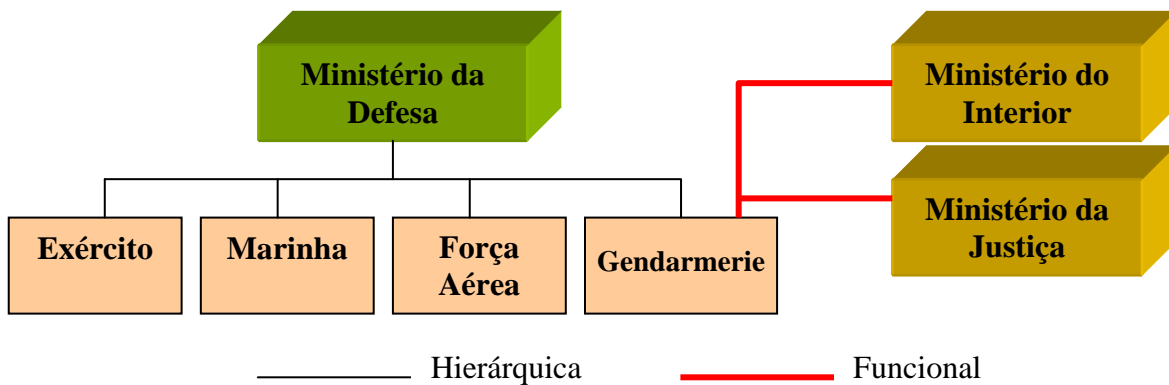 Ministério da
Defesa
Ministério do
Interior
Ministério da
Justiça
Exército
Marinha
Força
Aérea
Gendarmerie
Hierárquica
Funcional